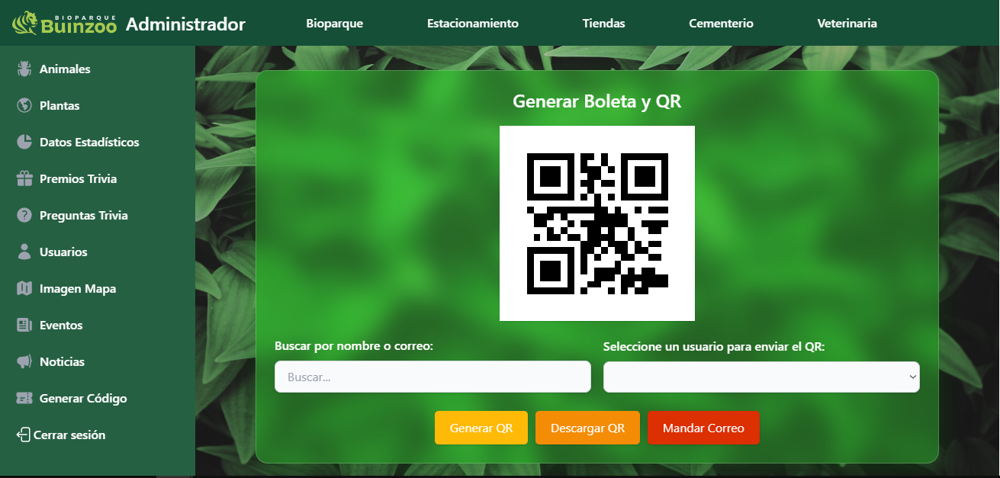 BIOPARQUE
Buinzoo
Administrador
Bioparque
Estacionamiento
Tiendas
Cementerio
Veterinaria
Animales
Plantas
Datos Estadísticos
Premios Trivia
Preguntas Trivia
Usuarios
Imagen Mapa
Eventos
Noticias
Generar Código
Cerrar sesión
Generar Boleta y QR
Buscar por nombre o correo:
Seleccione un usuario para enviar el QR:
Buscar...
Generar QR
Descargar QR
Mandar Correo